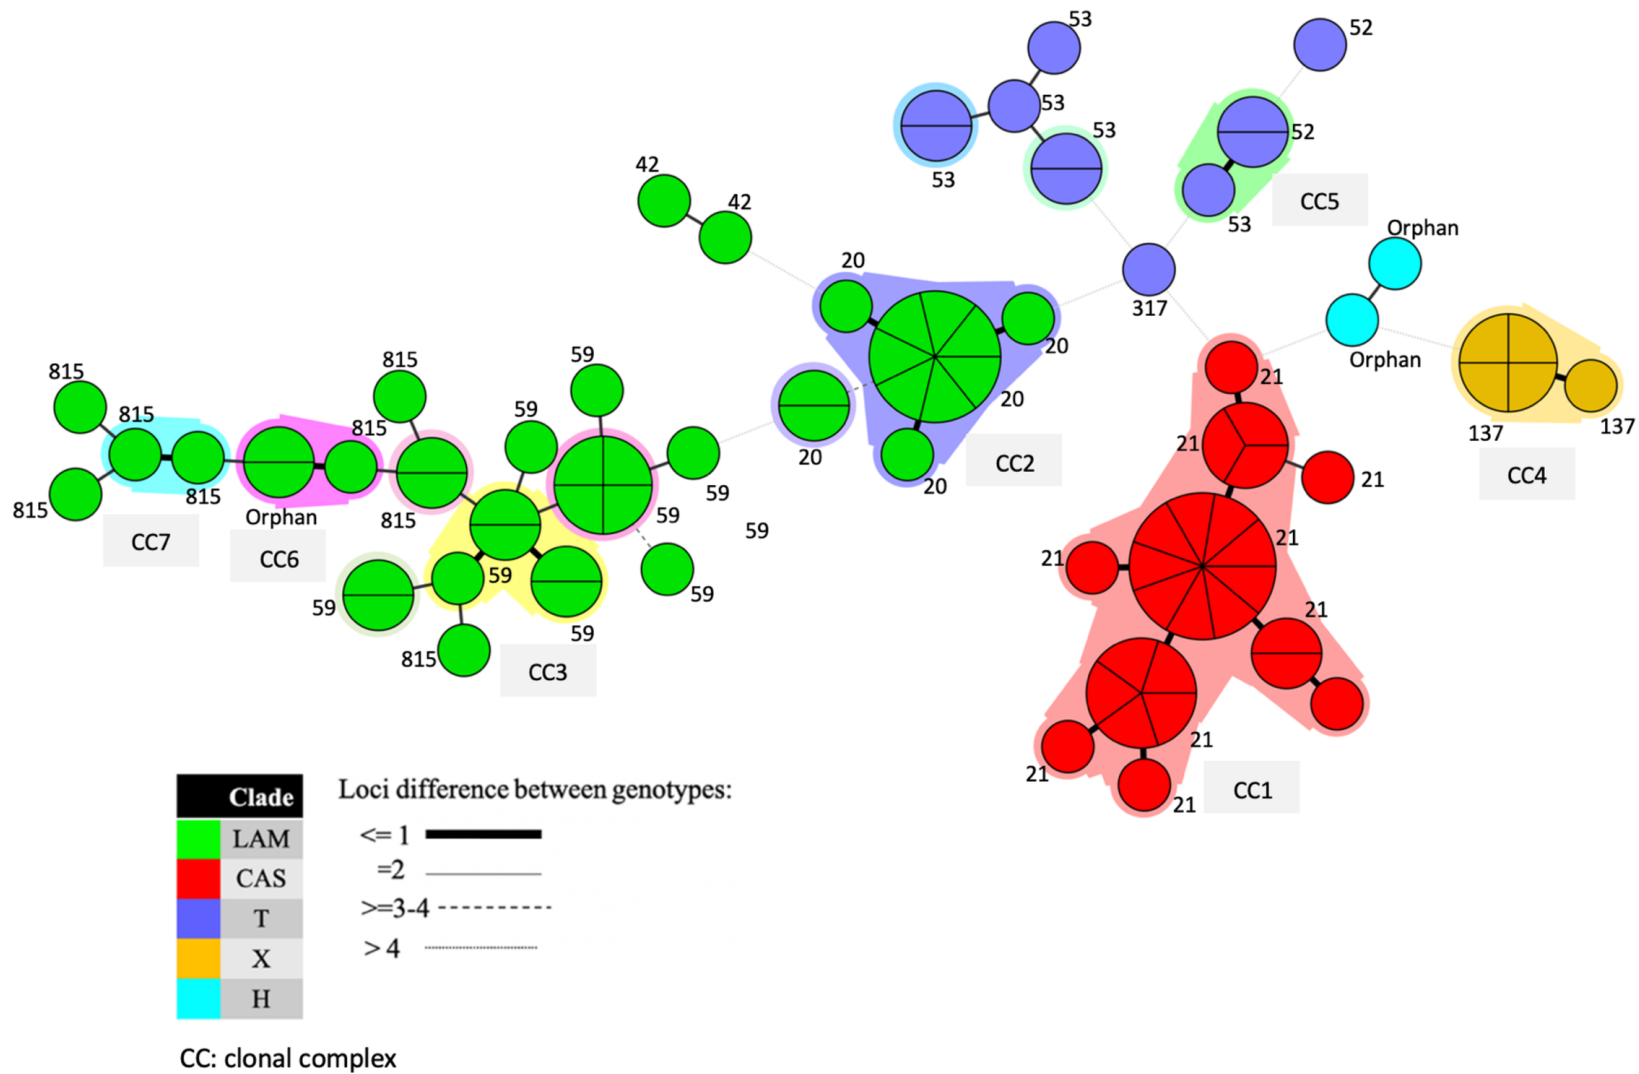 53
52
53
53
52
53
53
CC5
42
42
Orphan
20
317
20
Orphan
20
21
59
815
815
815
815
59
59
59
20
20
CC2
21
21
137
137
CC4
815
815
815
Orphan
CC7
CC6
59
59
59
21
21
59
59
59
815
CC3
21
21
21
21
CC1
Clade
LAM
CAS
T
X
H
Loci difference between genotypes:
<= 1
=2
>=3-4
> 4
CC: clonal complex